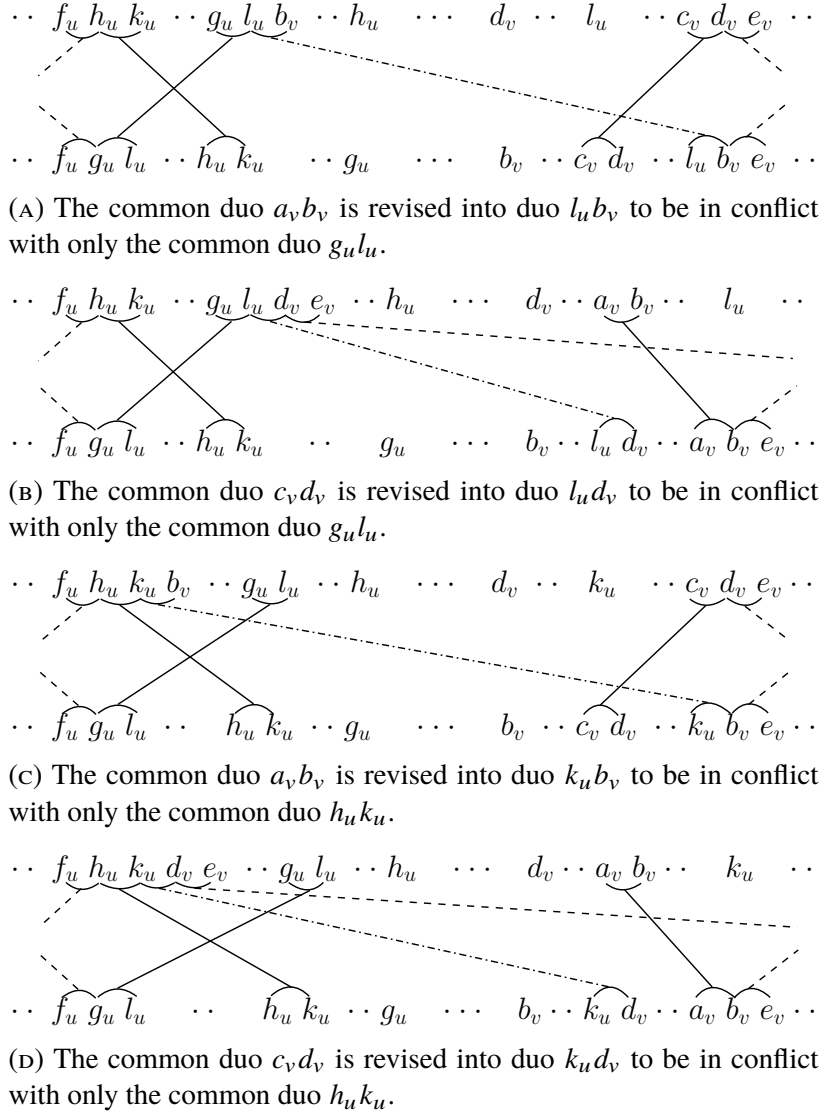 ·· f_u h_u k_u ·· g_u l_u b_v ·· h_u d_v l_u ·· c_v d_v e_v ··
·· f_u g_u l_u ·· h_u k_u ·· g_u ··· b_v ·· c_v d_v ·· l_u b_v e_v ··
(A) The common duo a_v b_v is revised into duo l_u b_v to be in conflict
with only the common duo g_u l_u.
·· f_u h_u k_u ·· g_u l_u d_v e_v ·· h_u ··· d_v ·· a_v b_v ·· l_u ··
·· f_u g_u l_u ·· h_u k_u ·· g_u ··· b_v ·· l_u d_v ·· a_v b_v e_v ··
(B) The common duo c_v d_v is revised into duo l_u d_v to be in conflict
with only the common duo g_u l_u.
·· f_u h_u k_u b_v ·· g_u l_u ·· h_u ··· d_v ·· k_u ·· c_v d_v e_v ··
·· f_u g_u l_u ·· h_u k_u ·· g_u ··· b_v ·· c_v d_v ·· k_u b_v e_v ··
(C) The common duo a_v b_v is revised into duo k_u b_v to be in conflict
with only the common duo h_u k_u.
·· f_u h_u k_u d_v e_v ·· g_u l_u ·· h_u ··· d_v ·· a_v b_v ·· k_u ··
·· f_u g_u l_u ·· h_u k_u ·· g_u ··· b_v ·· k_u d_v ·· a_v b_v e_v ··
(D) The common duo c_v d_v is revised into duo k_u d_v to be in conflict
with only the common duo h_u k_u.